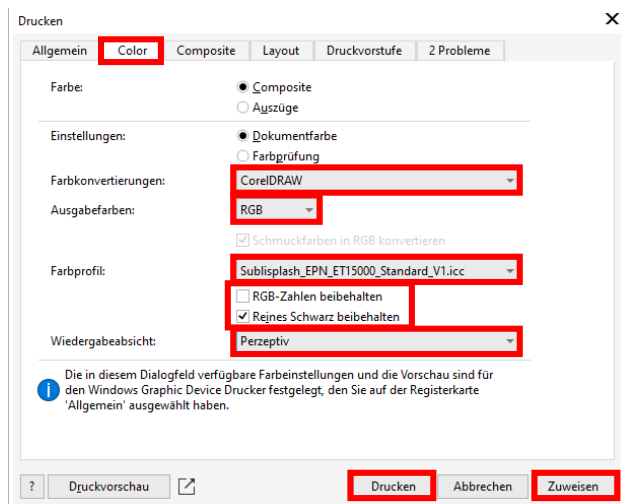 Drucken
Allgemein Color Composite Layout Druckvorstufe 2 Probleme
Farbe: Composite
Auszüge
Einstellungen: Dokumentfarbe
Farbprüfung
Farbkonvertierungen: CorelDRAW
Ausgabefarben: RGB
Schmuckfarben in RGB konvertieren
Farbprofil: Sublisplash_EPN_ET15000_Standard_V1.icc
RGB-Zahlen beibehalten
Reines Schwarz beibehalten
Wiedergabeabsicht: Perzeptiv
Die in diesem Dialogfeld verfügbare Farbeinstellungen und die Vorschau sind für
den Windows Graphic Device Drucker festgelegt, den Sie auf der Registerkarte
'Allgemein' ausgewählt haben.
? Druckvorschau Drucken Abbrechen Zuweisen